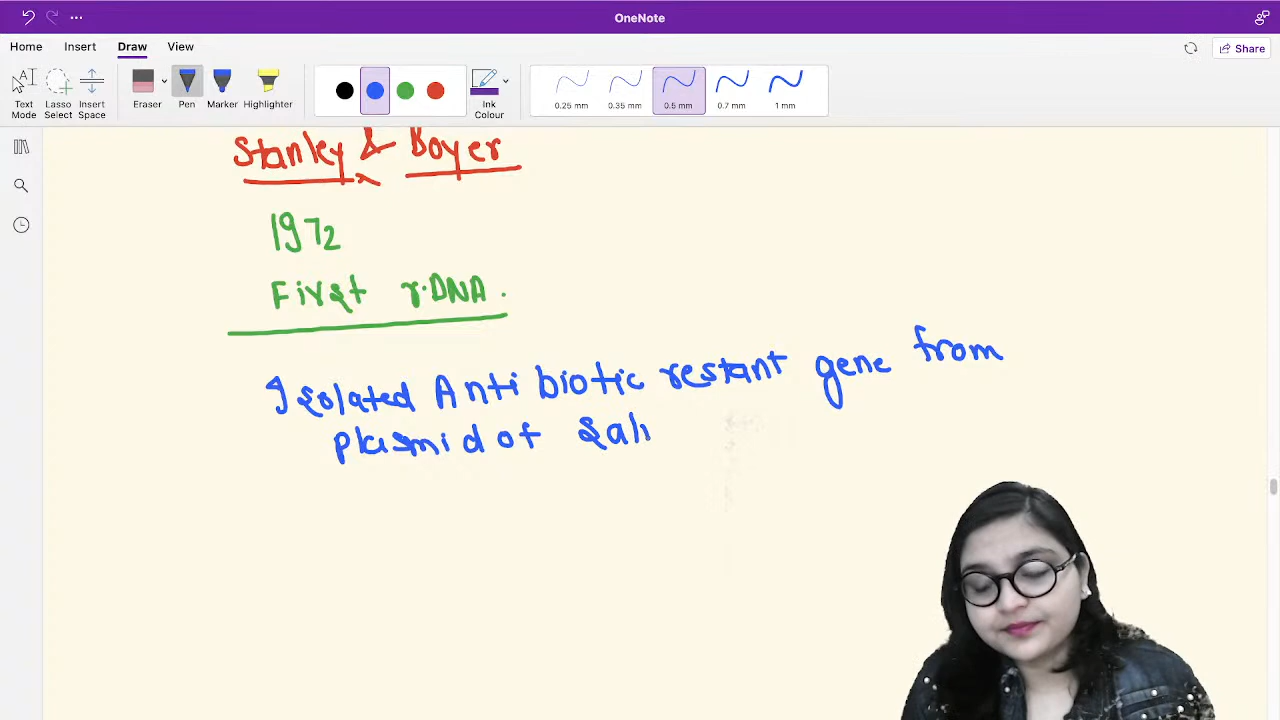 OneNote
Home Insert Draw View
Share
Text Mode
Lasso Select
Insert Space
Eraser
Pen
Marker
Highlighter
Ink Colour
0.25 mm
0.35 mm
0.5 mm
0.7 mm
1 mm
Stanky & Boyer
1972
First r.DNA.
Isolated Antibiotic restant gene from
plasmid of Sal